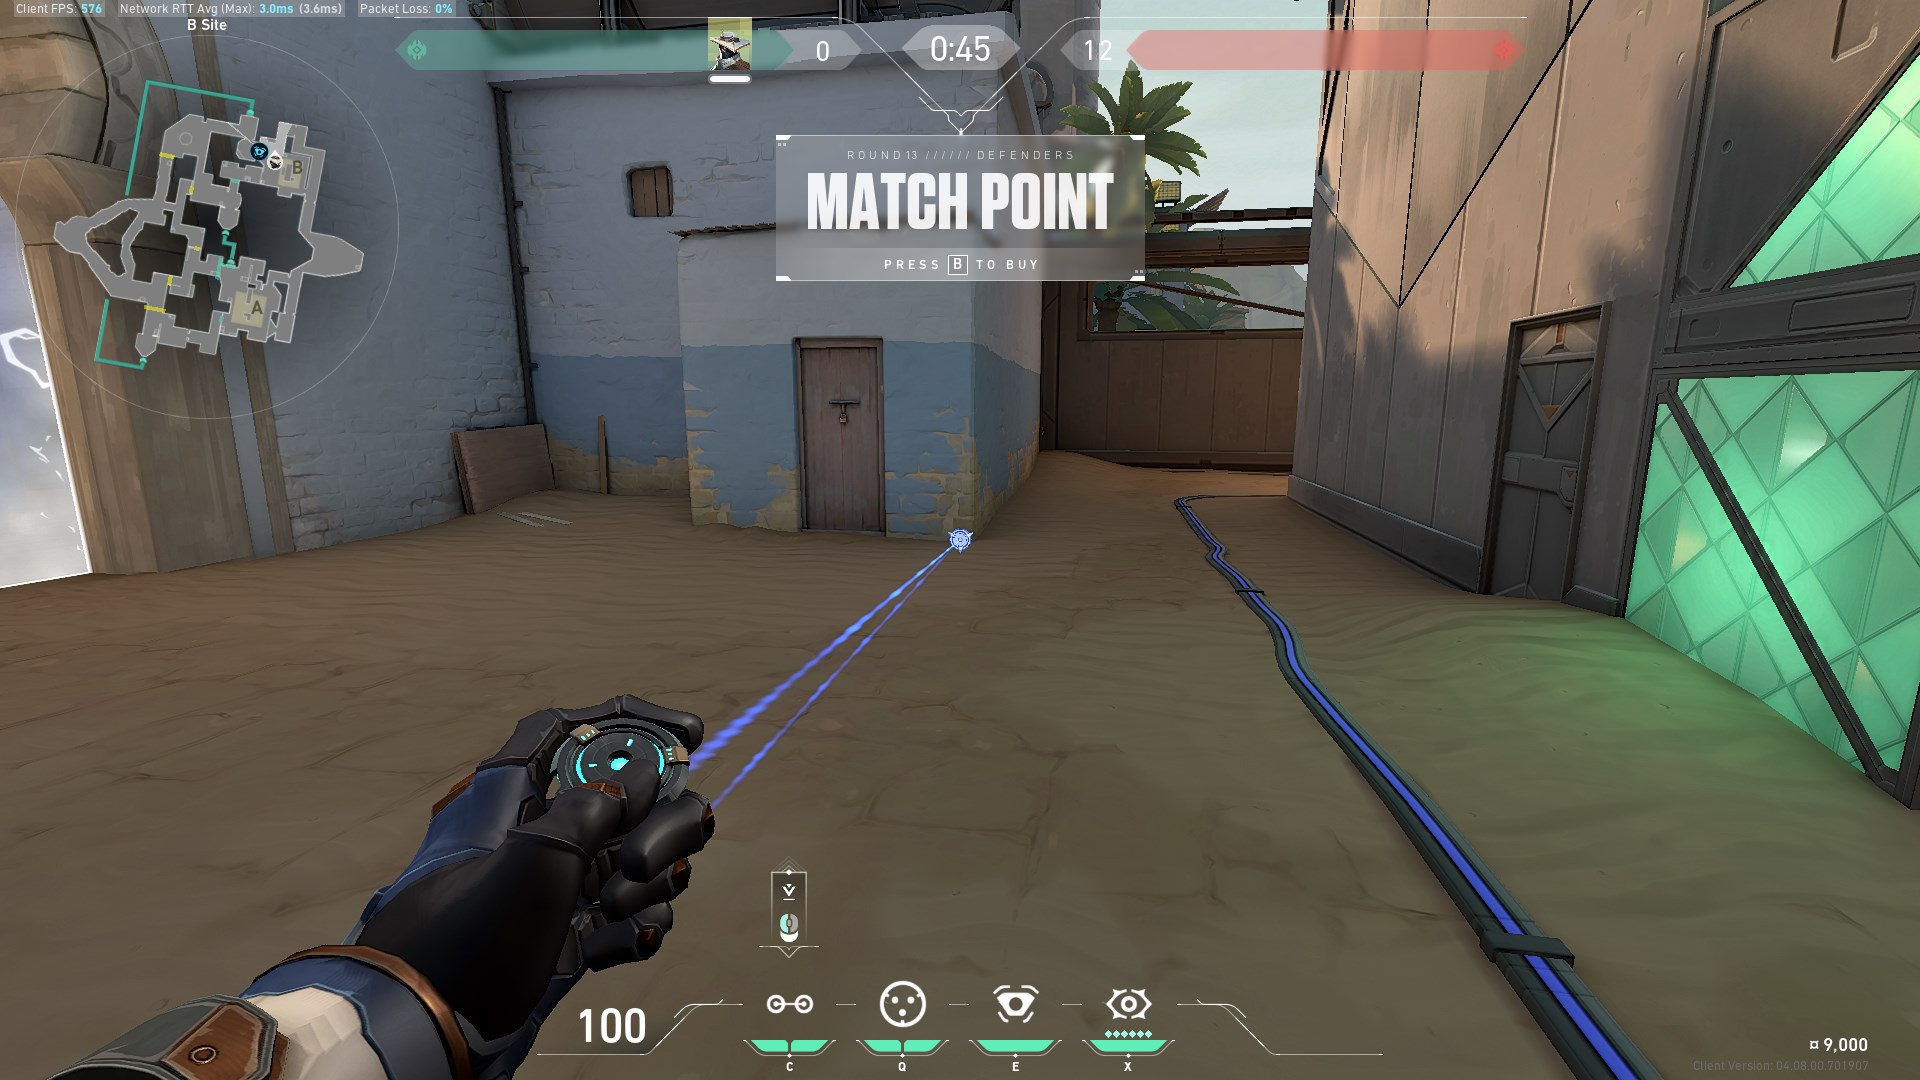 Client FPS: 576 Network RTT Avg (Max): 3.0ms (3.6ms) Packet Loss: 0%
B Site
0 0:45 12
ROUND 13 ////// DEFENDERS
MATCH POINT
PRESS B TO BUY
B
A
100
C Q E X
¤ 9,000
Client Version: 04.08.00.701907